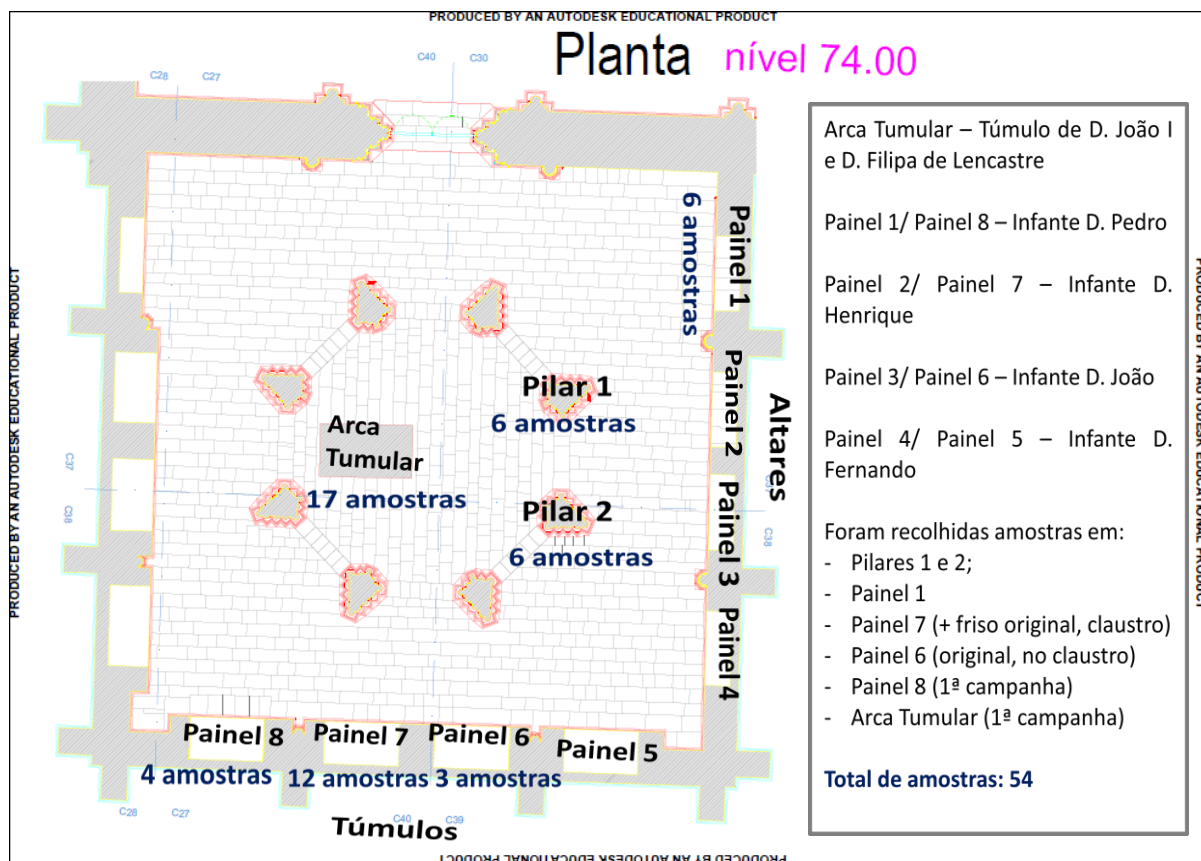 PRODUCED BY AN AUTODESK EDUCATIONAL PRODUCT
Planta nível 74.00
C28 C27 C40 C30
PRODUCED BY AN AUTODESK EDUCATIONAL PRODUCT
6 amostras
Painel 1
Painel 2
Altares
Painel 3
Painel 4
Pilar 1
6 amostras
Arca
Tumular
17 amostras
Pilar 2
6 amostras
C37
C38
C37
C38
Painel 8 Painel 7 Painel 6 Painel 5
4 amostras 12 amostras 3 amostras
C28 C27 C40 C39
Túmulos
Arca Tumular – Túmulo de D. João I
e D. Filipa de Lencastre
Painel 1/ Painel 8 – Infante D. Pedro
Painel 2/ Painel 7 – Infante D.
Henrique
Painel 3/ Painel 6 – Infante D. João
Painel 4/ Painel 5 – Infante D.
Fernando
Foram recolhidas amostras em:
- Pilares 1 e 2;
- Painel 1
- Painel 7 (+ friso original, claustro)
- Painel 6 (original, no claustro)
- Painel 8 (1ª campanha)
- Arca Tumular (1ª campanha)
Total de amostras: 54
PRODUCED BY AN AUTODESK EDUCATIONAL PRODUCT
PRODUCED BY AN AUTODESK EDUCATIONAL PRODUCT